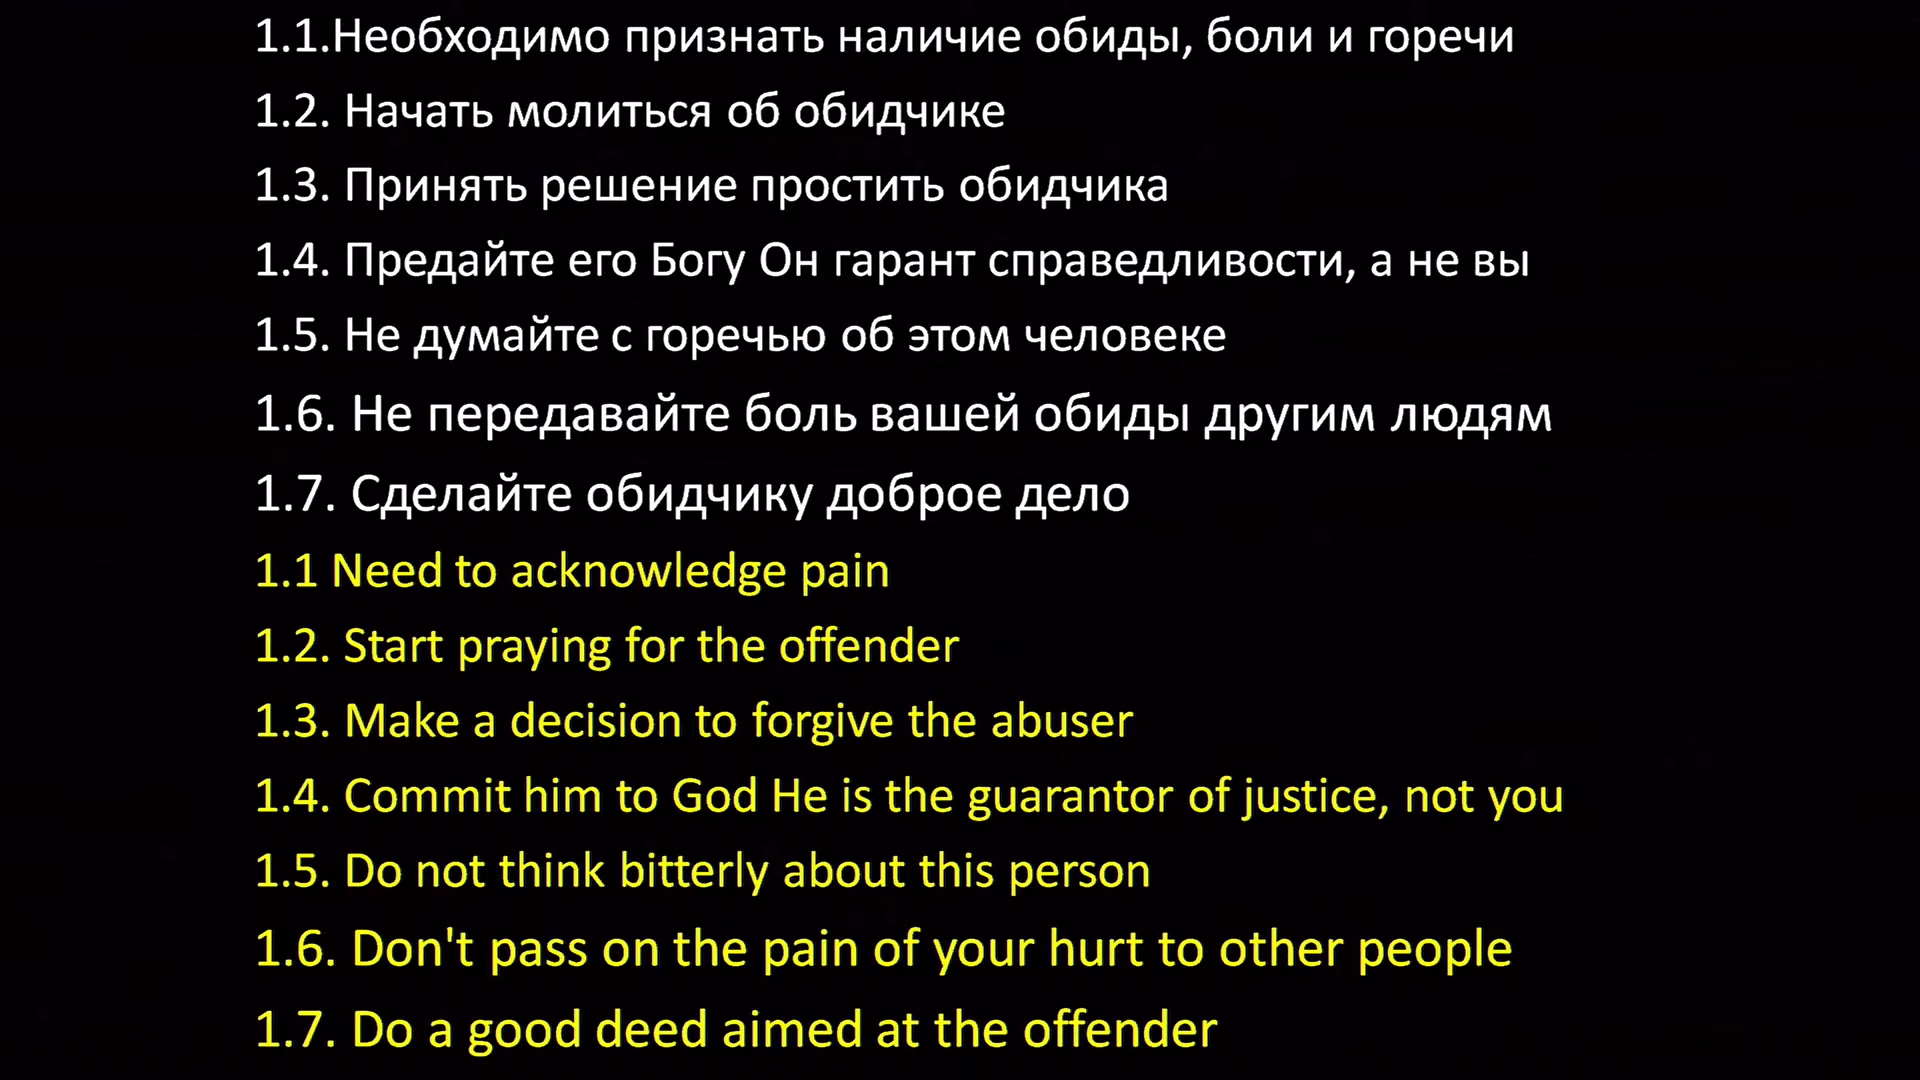 1.1.Необходимо признать наличие обиды, боли и горечи
1.2. Начать молиться об обидчике
1.3. Принять решение простить обидчика
1.4. Предайте его Богу Он гарант справедливости, а не вы
1.5. Не думайте с горечью об этом человеке
1.6. Не передавайте боль вашей обиды другим людям
1.7. Сделайте обидчику доброе дело
1.1 Need to acknowledge pain
1.2. Start praying for the offender
1.3. Make a decision to forgive the abuser
1.4. Commit him to God He is the guarantor of justice, not you
1.5. Do not think bitterly about this person
1.6. Don't pass on the pain of your hurt to other people
1.7. Do a good deed aimed at the offender